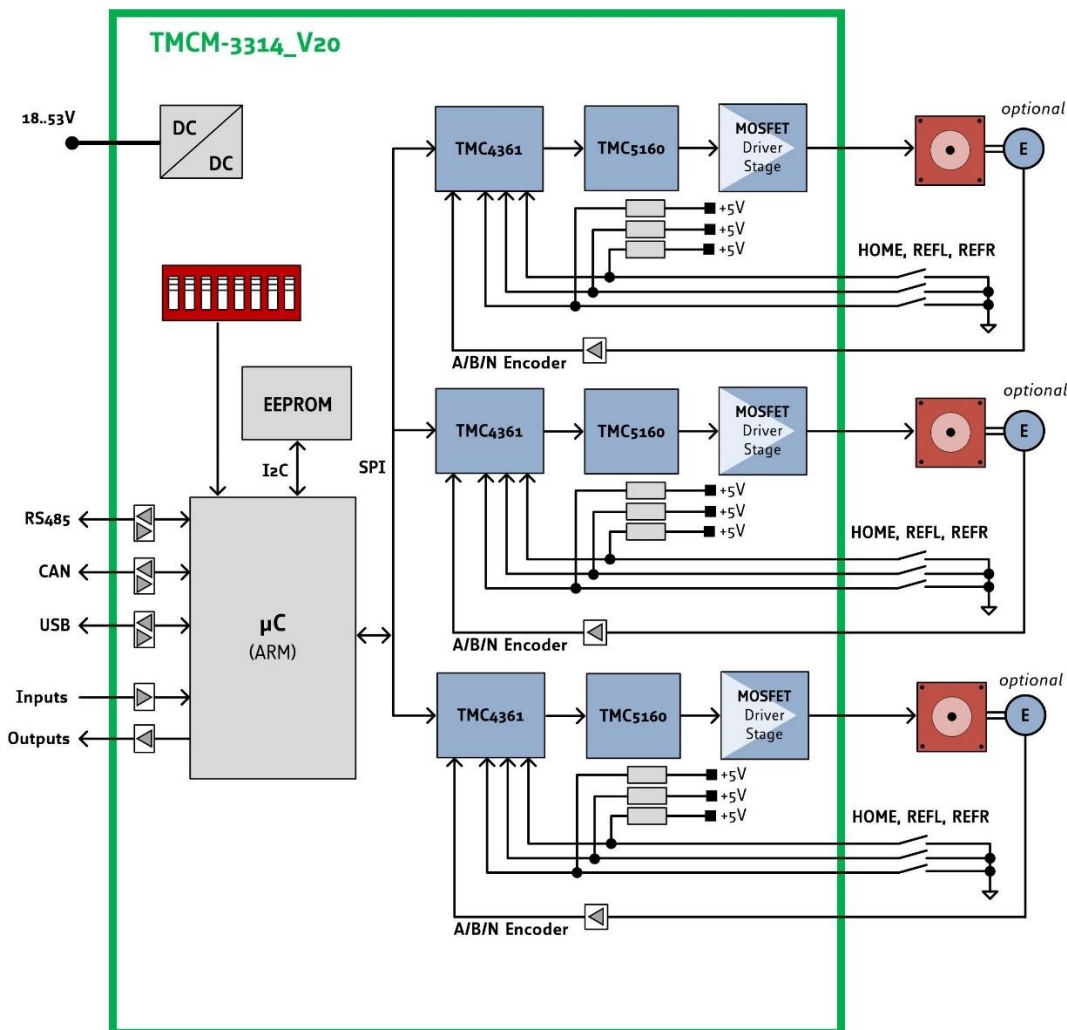 TMCM-3314_V20
18..53V
DC
DC
EEPROM
I2C
SPI
RS485
CAN
USB
Inputs
Outputs
µC
(ARM)
TMC4361
TMC5160
MOSFET
Driver
Stage
optional
E
+5V
+5V
+5V
HOME, REFL, REFR
A/B/N Encoder
TMC4361
TMC5160
MOSFET
Driver
Stage
optional
E
+5V
+5V
+5V
HOME, REFL, REFR
A/B/N Encoder
TMC4361
TMC5160
MOSFET
Driver
Stage
optional
E
+5V
+5V
+5V
HOME, REFL, REFR
A/B/N Encoder